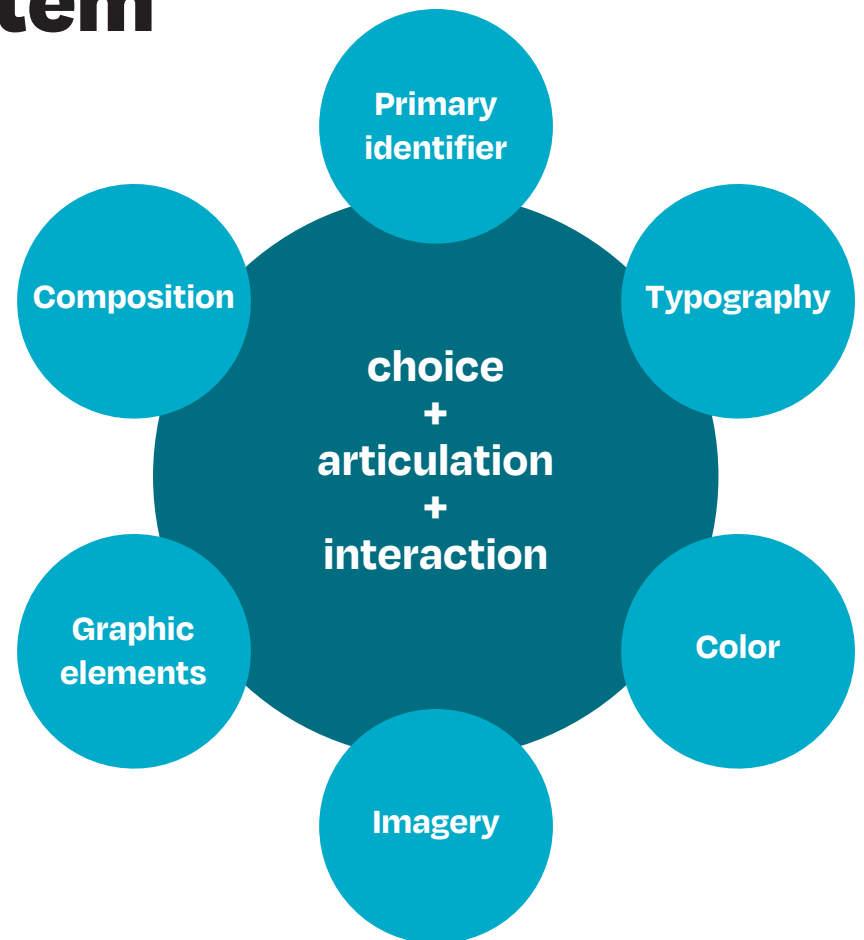 tem
Primary
identifier
Composition
Typography
choice
+
articulation
+
interaction
Graphic
elements
Color
Imagery